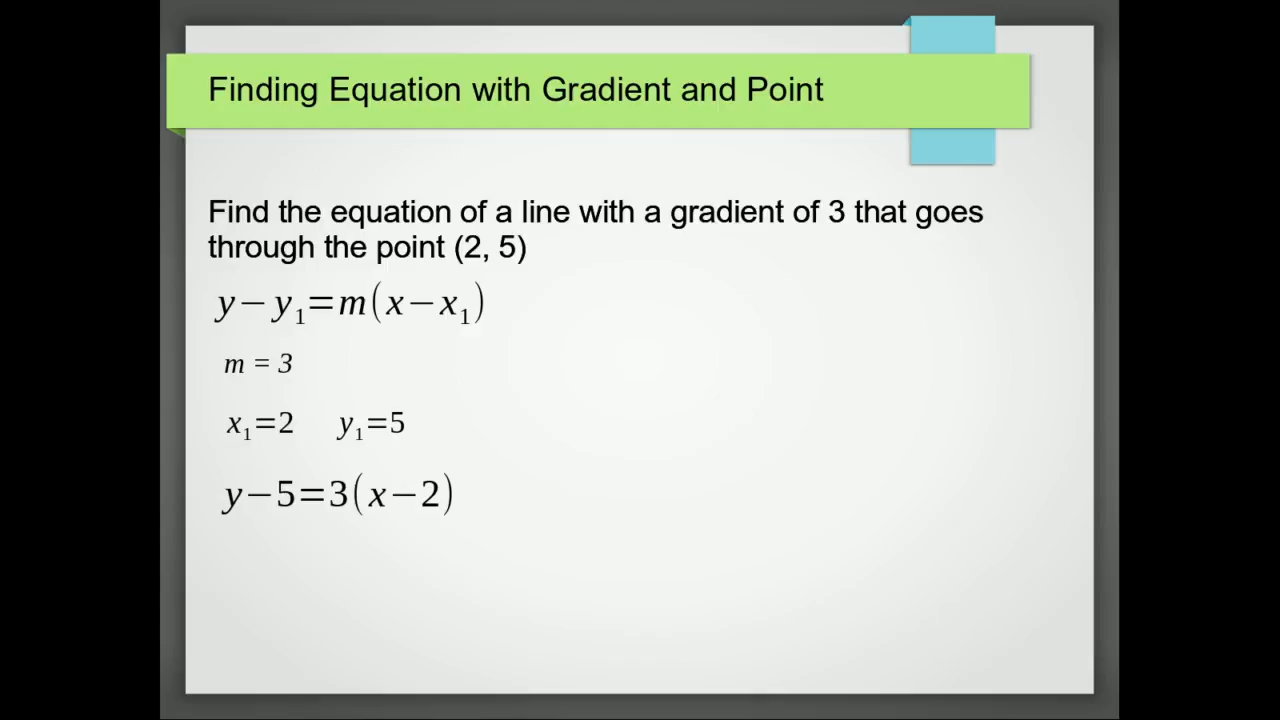 Finding Equation with Gradient and Point
Find the equation of a line with a gradient of 3 that goes
through the point (2, 5)
y−y₁=m(x−x₁)
m = 3
x₁=2 y₁=5
y−5=3(x−2)